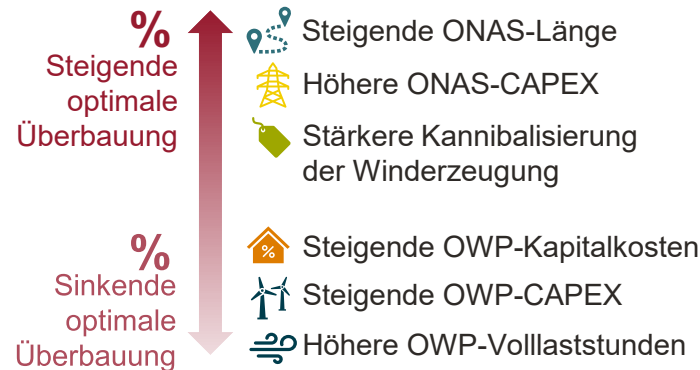 %
Steigende
optimale
Überbauung
Steigende ONAS-Länge
Höhere ONAS-CAPEX
Stärkere Kannibalisierung
der Winderzeugung
%
Sinkende
optimale
Überbauung
%
Steigende OWP-Kapitalkosten
Steigende OWP-CAPEX
Höhere OWP-Volllaststunden